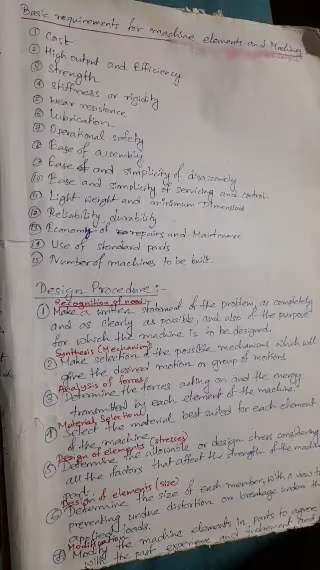 Basic requirements for machine elements and Machines
① Cost
② High output and Efficiency
③ Strength
④ Stiffness or rigidity
⑤ Wear resistance
⑥ Lubrication
⑦ Operational safety
⑧ Ease of assembly
⑨ Ease of and simplicity of disassembly
⑩ Ease and simplicity of servicing and control
⑪ Light weight and minimum Dimensions
⑫ Reliability, durability
⑬ Economy of repairs and Maintenance
⑭ Use of standard parts
⑮ Number of machines to be built
Design Procedure :-
Recognition of need :-
① Make a written statement of the problem, as completely
and as clearly as possible, and also of the purpose
for which the machine is to be designed.
Synthesis (Mechanism)
② Make selection of the possible mechanisms which will
give the desired motion or group of motions
Analysis of forces
③ Determine the forces acting on and the energy
transmitted by each element of the machine.
Material Selection
④ Select the material best suited for each element
of the machine
Design of elements (stresses)
⑤ Determine the allowable or design stress considering
all the factors that affect the strength of the machine
part.
Design of elements (size)
⑥ Determine the size of each member, with a view to
preventing undue distortion or breakage under the
applied loads.
Modification
⑦ Modify the machine elements in parts to agree
with the past experience and judgement and